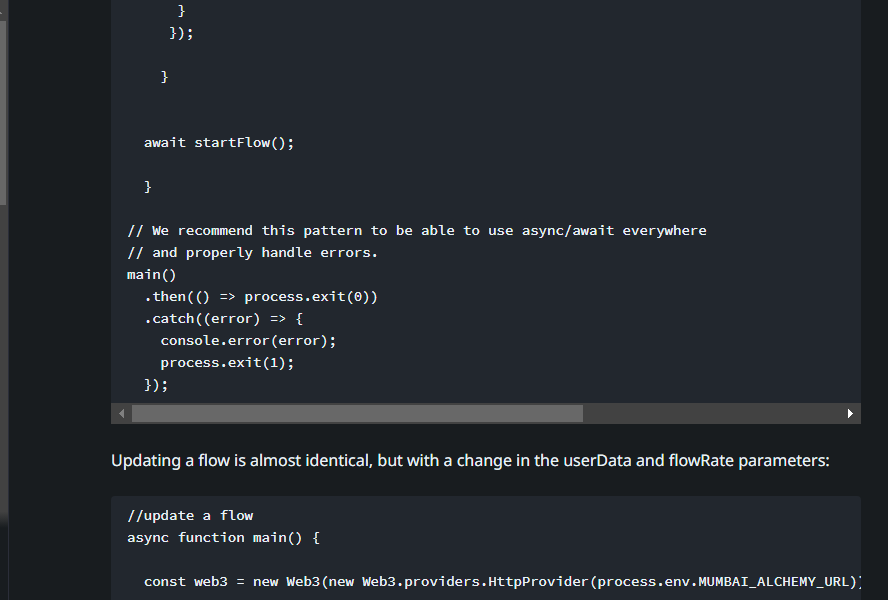 }
});
}
await startFlow();
}
// We recommend this pattern to be able to use async/await everywhere
// and properly handle errors.
main()
.then(() => process.exit(0))
.catch((error) => {
console.error(error);
process.exit(1);
});
Updating a flow is almost identical, but with a change in the userData and flowRate parameters:
//update a flow
async function main() {
const web3 = new Web3(new Web3.providers.HttpProvider(process.env.MUMBAI_ALCHEMY_URL))